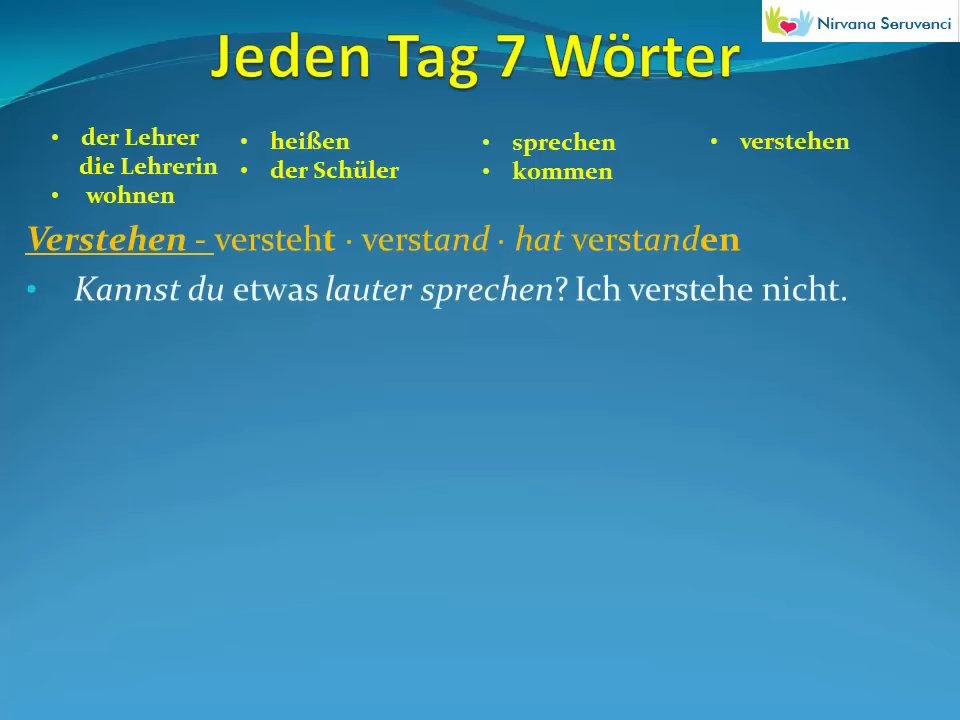 Nirvana Seruvenci
Jeden Tag 7 Wörter
• der Lehrer
die Lehrerin
• wohnen
• heißen
• der Schüler
• sprechen
• kommen
• verstehen
Verstehen - versteht · verstand · hat verstanden
• Kannst du etwas lauter sprechen? Ich verstehe nicht.